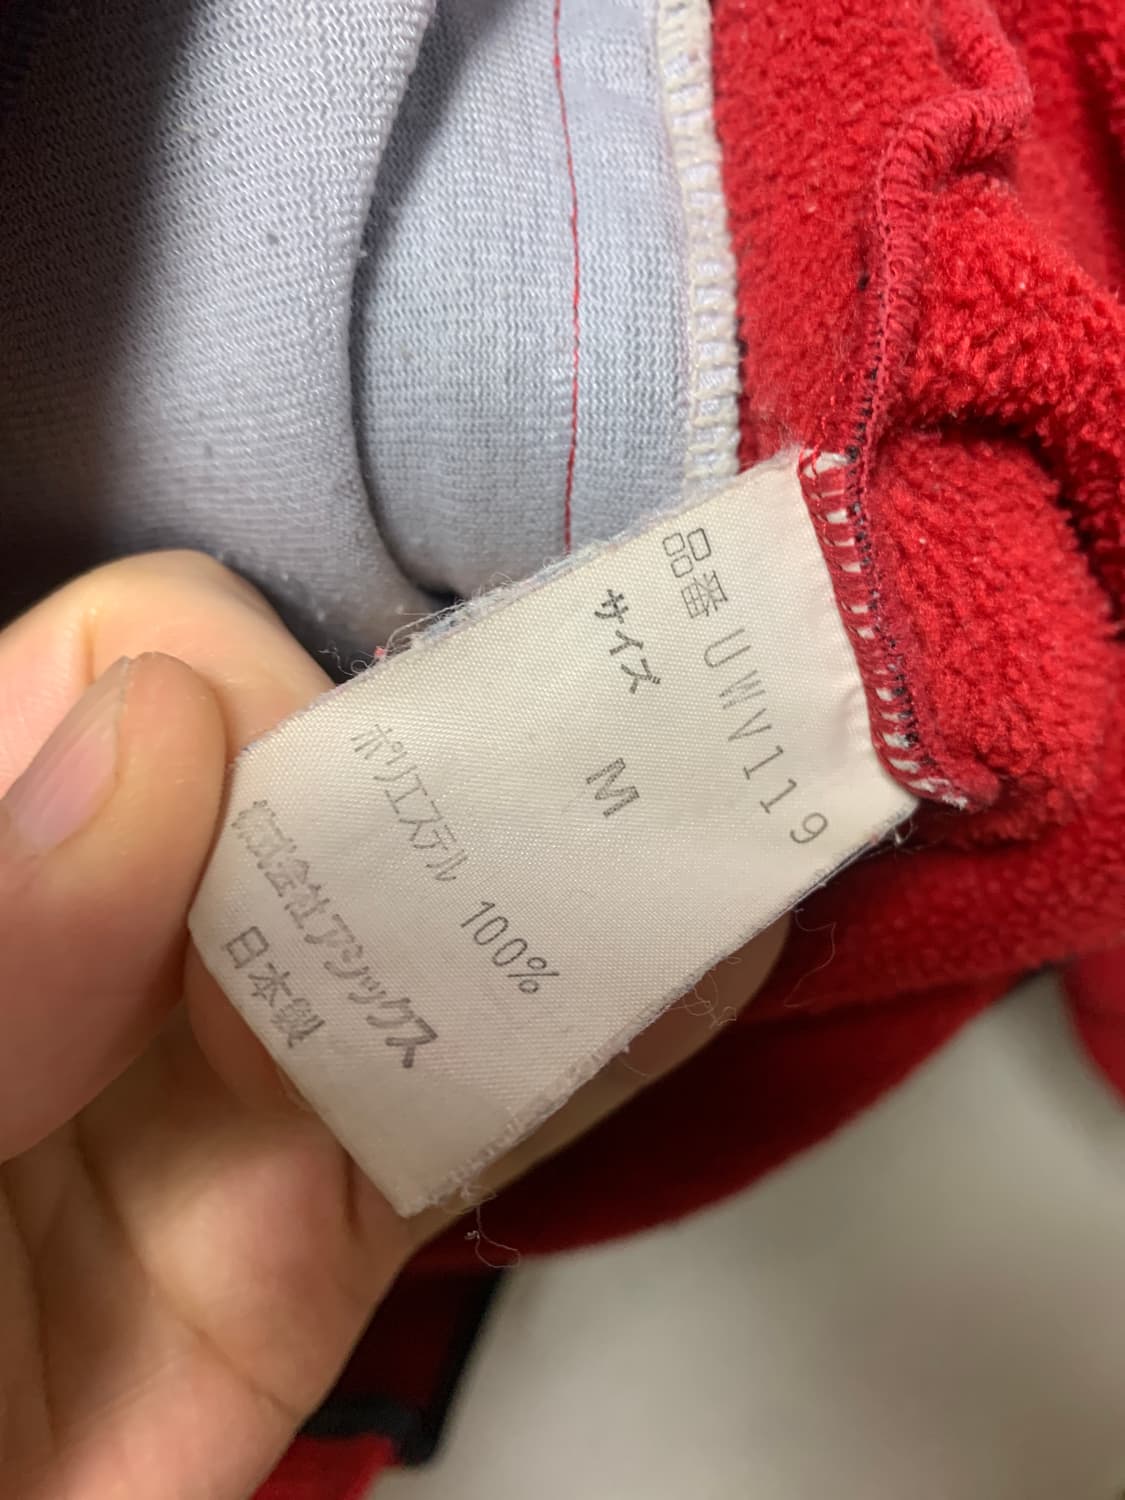 品番 UWV119
サイズ M
ポリエステル 100%
株式会社アシックス
日本製